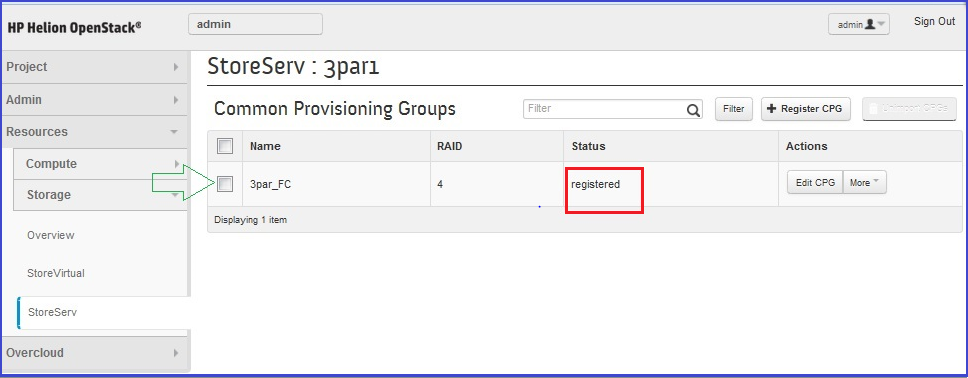 HP Helion OpenStack®
admin
admin
Sign Out
Project
Admin
Resources
Compute
Storage
Overview
StoreVirtual
StoreServ
Overcloud
StoreServ : 3par1
Common Provisioning Groups
Filter
Filter
+ Register CPG
Unimport CPGs
Name RAID Status Actions
3par_FC 4 registered Edit CPG More
Displaying 1 item